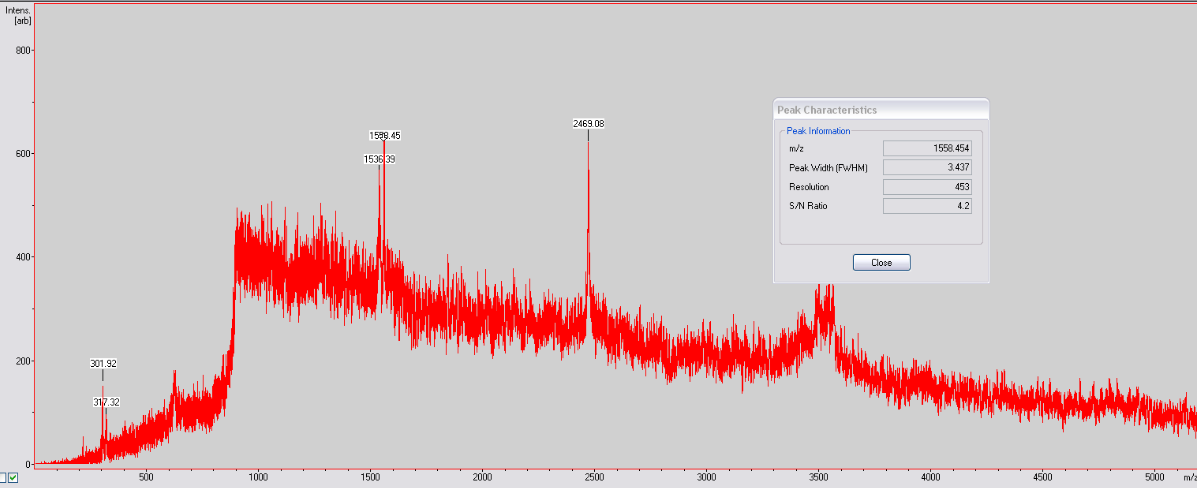 Intens.
[arb]
800
600
400
200
0
2469.08
1536.39
301.92
317.32
Peak Characteristics
Peak Information
m/z 1558.454
Peak Width (FWHM) 3.437
Resolution 453
S/N Ratio 4.2
Close
500 1000 1500 2000 2500 3000 3500 4000 4500 5000 m/z